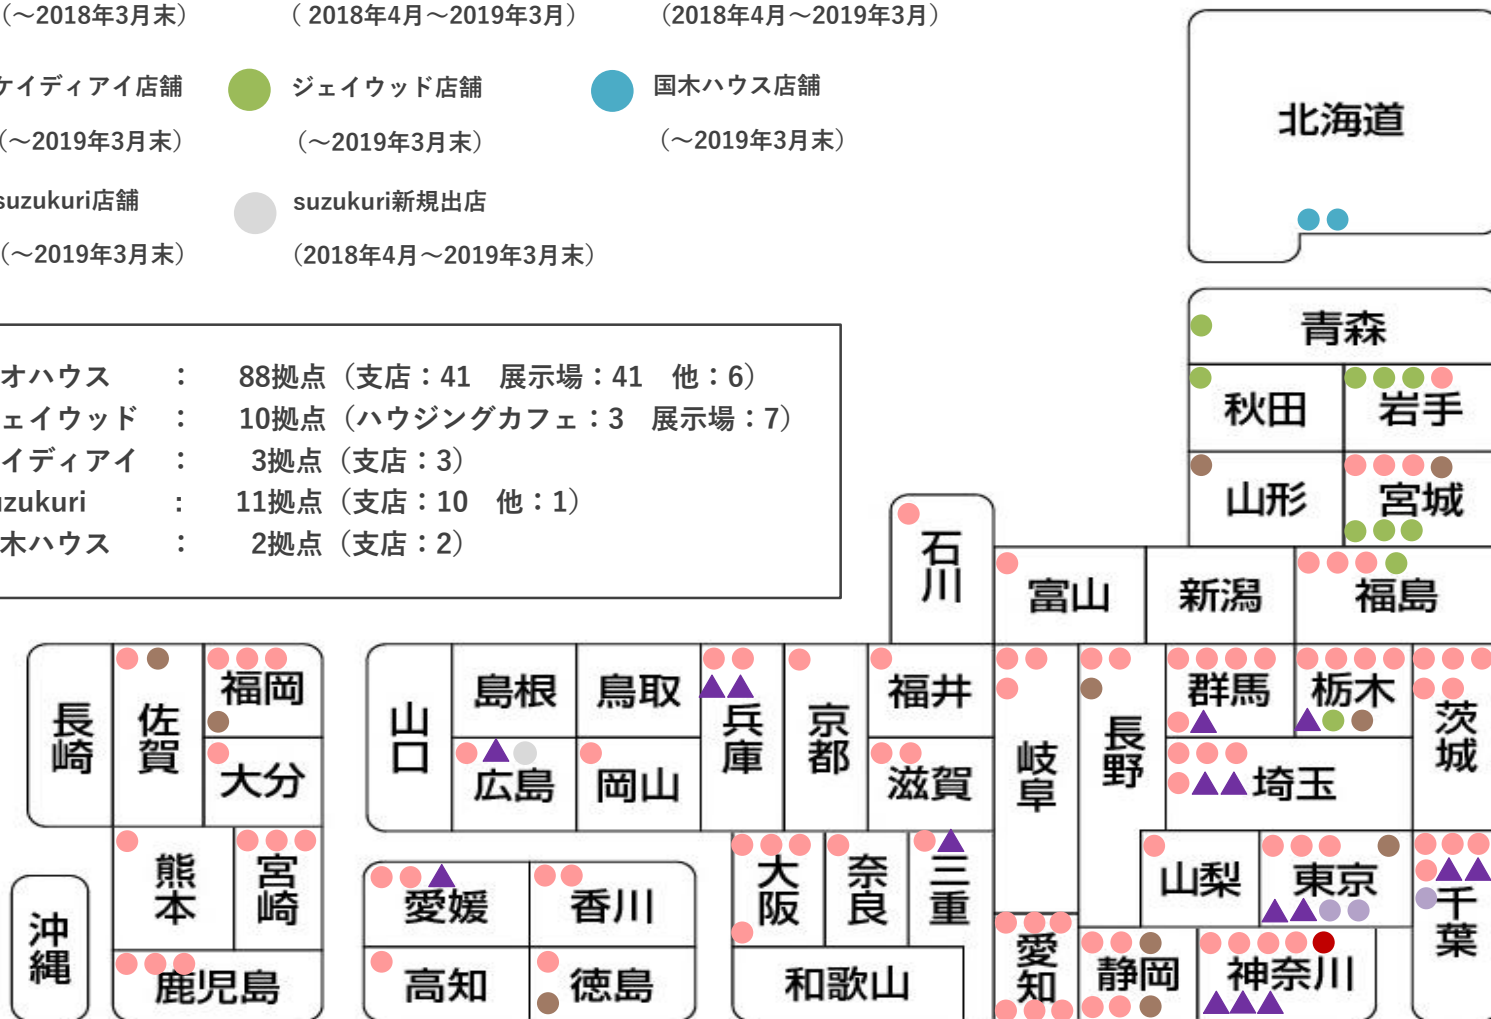 (～2018年3月末)
( 2018年4月～2019年3月)
(2018年4月～2019年3月)
ケイディアイ店舗
ジェイウッド店舗
国木ハウス店舗
(～2019年3月末)
(～2019年3月末)
(～2019年3月末)
suzukuri店舗
suzukuri新規出店
(～2019年3月末)
(2018年4月～2019年3月末)
オハウス ： 88拠点（支店：41 展示場：41 他：6）
ェイウッド ： 10拠点（ハウジングカフェ：3 展示場：7）
イディアイ ： 3拠点（支店：3）
uzukuri : 11拠点（支店：10 他：1）
木ハウス ： 2拠点（支店：2）
北海道
青森
秋田
岩手
山形
宮城
石川
富山
新潟
福島
長崎
佐賀
福岡
大分
熊本
宮崎
鹿児島
沖縄
山口
島根
鳥取
広島
岡山
兵庫
京都
福井
滋賀
岐阜
長野
群馬
栃木
茨城
埼玉
愛媛
香川
高知
徳島
大阪
奈良
三重
和歌山
愛知
静岡
山梨
東京
神奈川
千葉